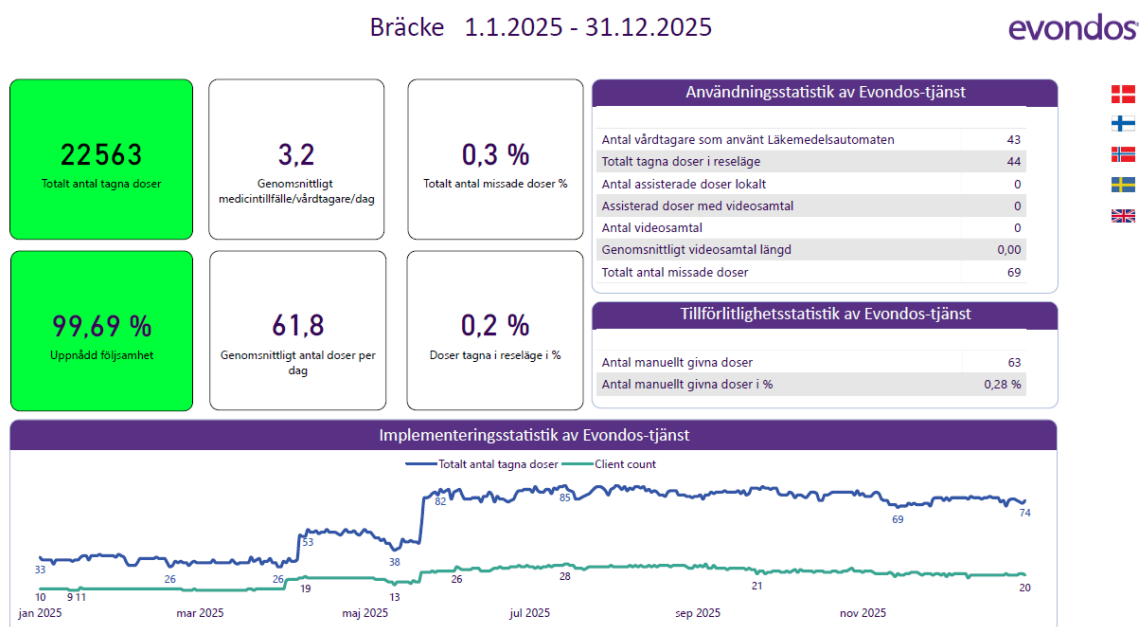 Bräcke 1.1.2025 - 31.12.2025
evondos
22563
Totalt antal tagna doser
3,2
Genomsnittligt
medicintillfälle/vårdtagare/dag
0,3 %
Totalt antal missade doser %
99,69 %
Uppnådd följsamhet
61,8
Genomsnittligt antal doser per
dag
0,2 %
Doser tagna i reseläge i %
Användningsstatistik av Evondos-tjänst
Antal vårdtagare som använt Läkemedelsautomaten 43
Totalt tagna doser i reseläge 44
Antal assisterade doser lokalt 0
Assisterad doser med videosamtal 0
Antal videosamtal 0
Genomsnittligt videosamtal längd 0,00
Totalt antal missade doser 69
Tillförlitlighetsstatistik av Evondos-tjänst
Antal manuellt givna doser 63
Antal manuellt givna doser i % 0,28 %
Implementeringsstatistik av Evondos-tjänst
Totalt antal tagna doser Client count
33 26 26 53 38 82 85 69 74
10 9 11 19 13 26 28 21 20
jan 2025 mar 2025 maj 2025 jul 2025 sep 2025 nov 2025